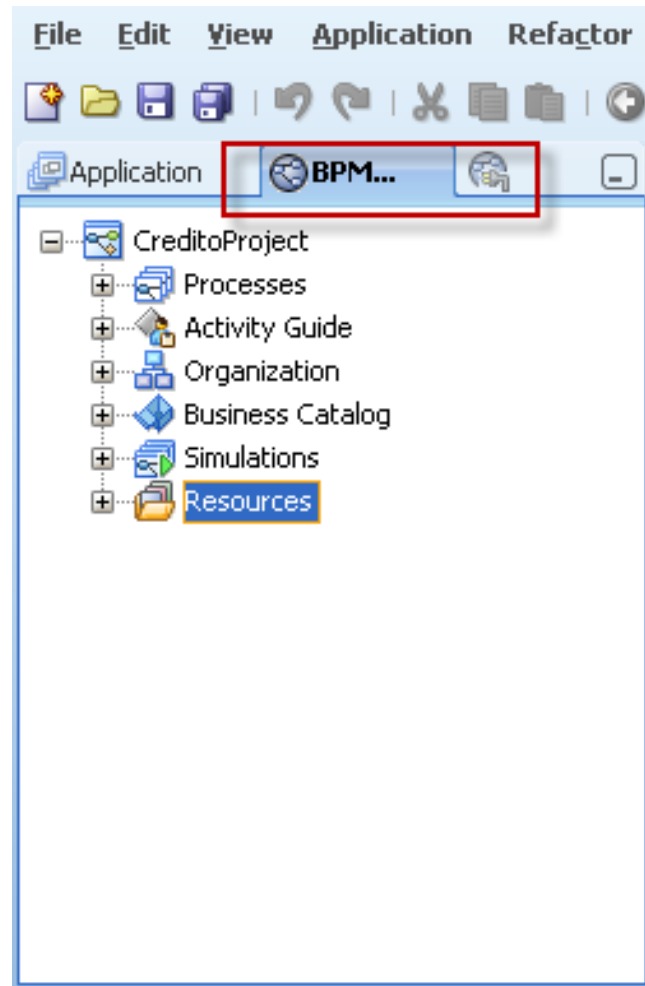 File Edit View Application Refactor
Application BPM...
CreditoProject
Processes
Activity Guide
Organization
Business Catalog
Simulations
Resources